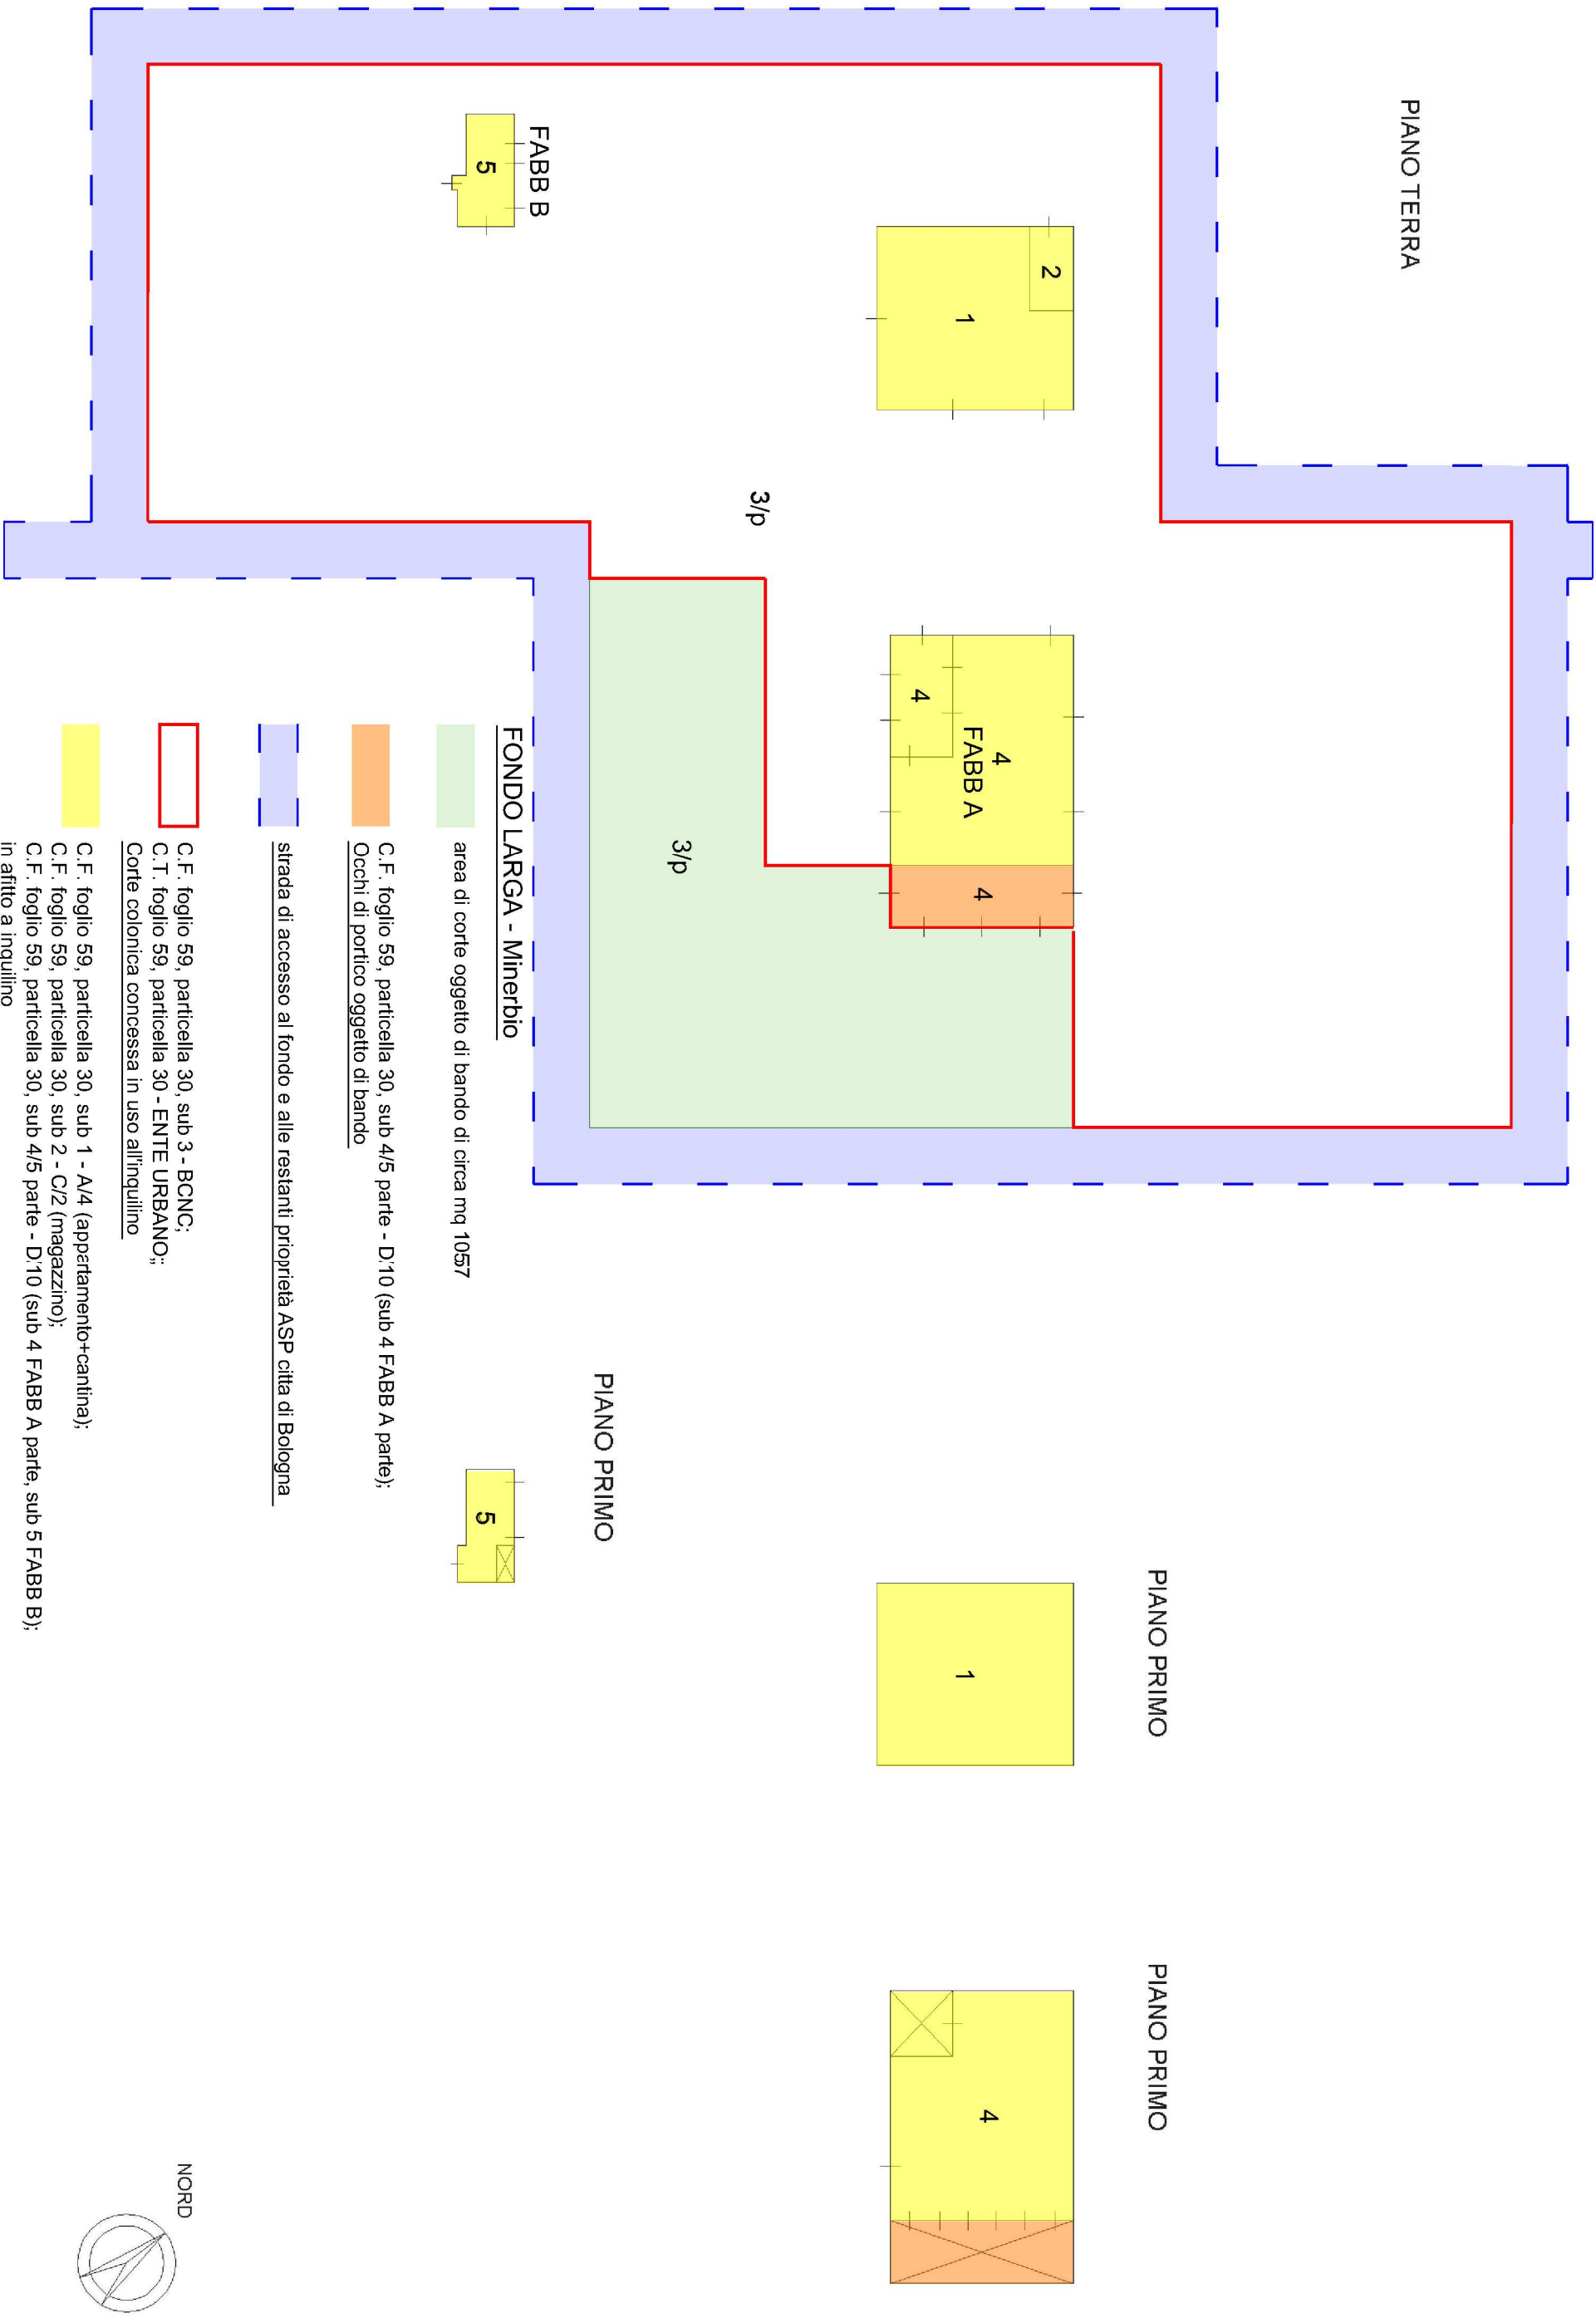 PIANO TERRA
PIANO PRIMO
PIANO PRIMO
2
1
4
FABB A
4
4
1
4
3/p
3/p
PIANO PRIMO
FABB B
5
5
FONDO LARGA - Minerbio
area di corte oggetto di bando di circa mq
C.F. foglio 59, particella 30, sub 4/5 parte - D/10 (sub 4 FABB A parte);
Occhi di portico oggetto di bando
strada di accesso al fondo e alle restanti prioprietà ASP citta di Bologna
C.F. foglio 59, particella 30, sub 3 - BCNC;
C.T. foglio 59, particella 30 - ENTE URBANO;;
Corte colonica concessa in uso all'inquilino
C.F. foglio 59, particella 30, sub 1 - A/4 (appartamento+cantina);
C.F. foglio 59, particella 30, sub 2 - C/2 (magazzino);
C.F. foglio 59, particella 30, sub 4/5 parte - D/10 (sub 4 FABB A parte, sub 5 FABB B);
in afitto a inquilino
NORD